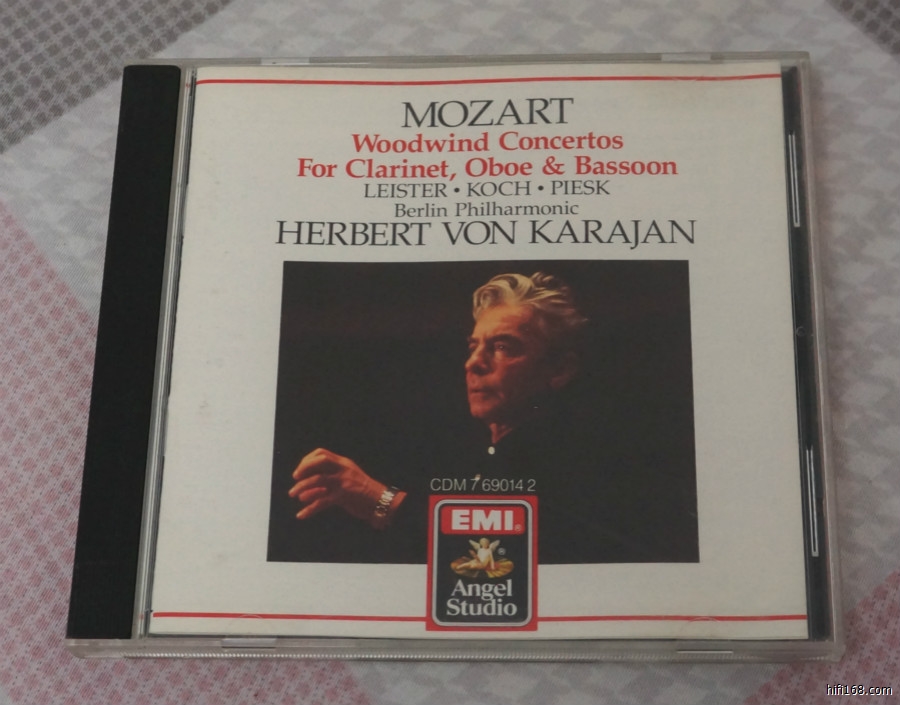 MOZART
Woodwind Concertos
For Clarinet, Oboe & Bassoon
LEISTER • KOCH • PIESK
Berlin Philharmonic
HERBERT VON KARAJAN
CDM 7 69014 2
EMI®
®
Angel
Studio
hifi168.com